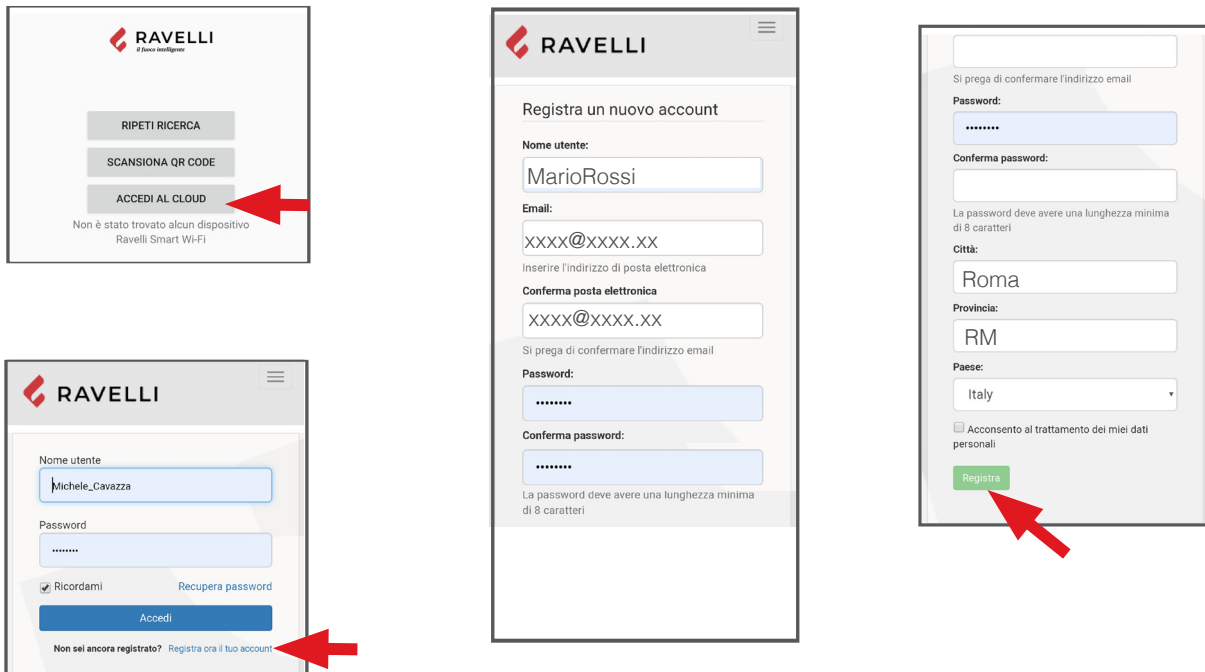 RAVELLI
il fuoco intelligente
RIPETI RICERCA
SCANSIONA QR CODE
ACCEDI AL CLOUD
Non è stato trovato alcun dispositivo
Ravelli Smart Wi-Fi
RAVELLI
Nome utente
Michele_Cavazza
Password
••••••••
Ricordami
Recupera password
Accedi
Non sei ancora registrato? Registra ora il tuo account
RAVELLI
Registra un nuovo account
Nome utente:
MarioRossi
Email:
xxxx@xxxx.xx
Inserire l'indirizzo di posta elettronica
Conferma posta elettronica
xxxx@xxxx.xx
Si prega di confermare l'indirizzo email
Password:
••••••••
Conferma password:
••••••••
La password deve avere una lunghezza minima
di 8 caratteri
Si prega di confermare l'indirizzo email
Password:
••••••••
Conferma password:
La password deve avere una lunghezza minima
di 8 caratteri
Città:
Roma
Provincia:
RM
Paese:
Italy
Acconsento al trattamento dei miei dati
personali
Registra